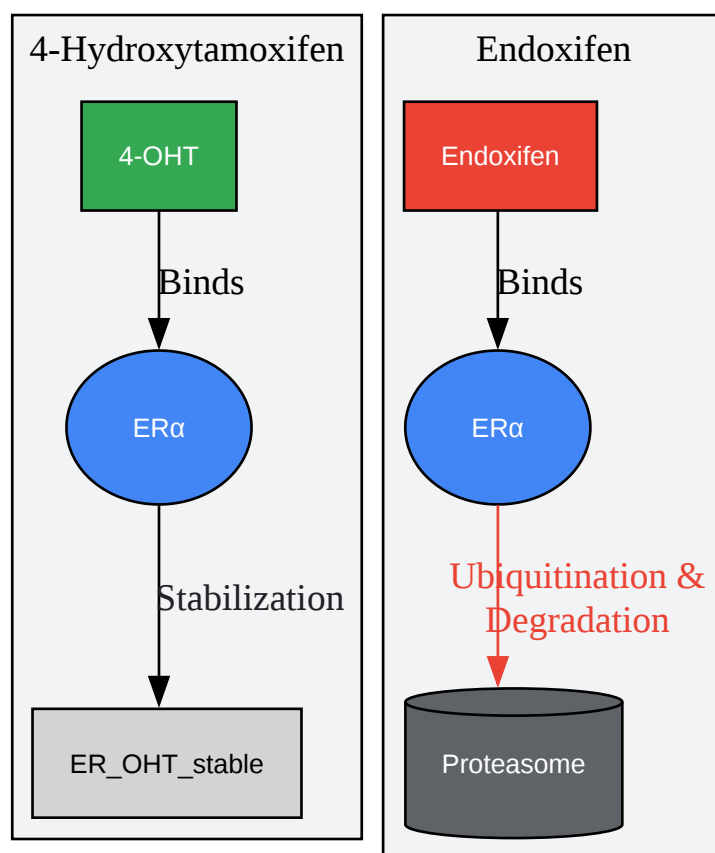 4-Hydroxytamoxifen
4-OHT
Binds
ERα
Stabilization
ER_OHT_stable
Endoxifen
Endoxifen
Binds
ERα
Ubiquitination &
Degradation
Proteasome